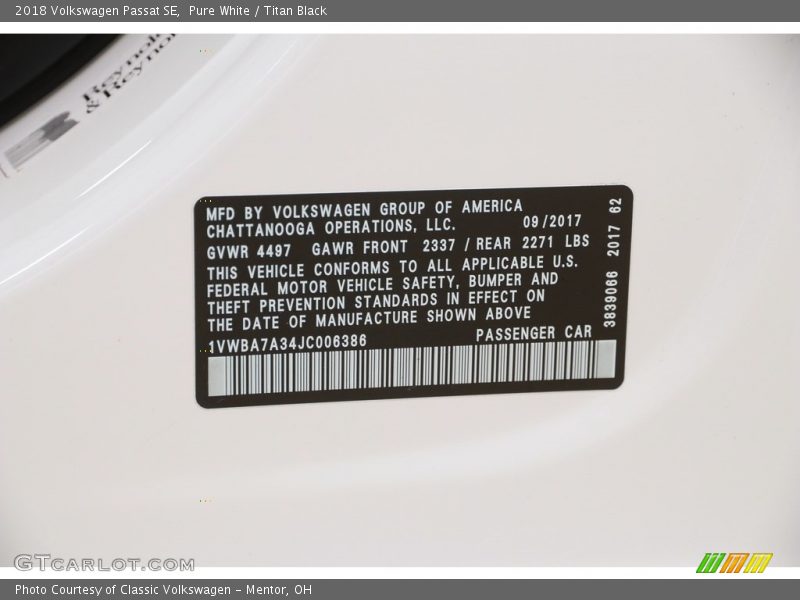 2018 Volkswagen Passat SE, Pure White / Titan Black
Reynolds
& Reynolds
MFD BY VOLKSWAGEN GROUP OF AMERICA
CHATTANOOGA OPERATIONS, LLC. 09/2017
GVWR 4497 GAWR FRONT 2337 / REAR 2271 LBS
THIS VEHICLE CONFORMS TO ALL APPLICABLE U.S.
FEDERAL MOTOR VEHICLE SAFETY, BUMPER AND
THEFT PREVENTION STANDARDS IN EFFECT ON
THE DATE OF MANUFACTURE SHOWN ABOVE
1VWBA7A34JC006386 PASSENGER CAR
3839066 2017 62
GTCARLOT.COM
Photo Courtesy of Classic Volkswagen - Mentor, OH